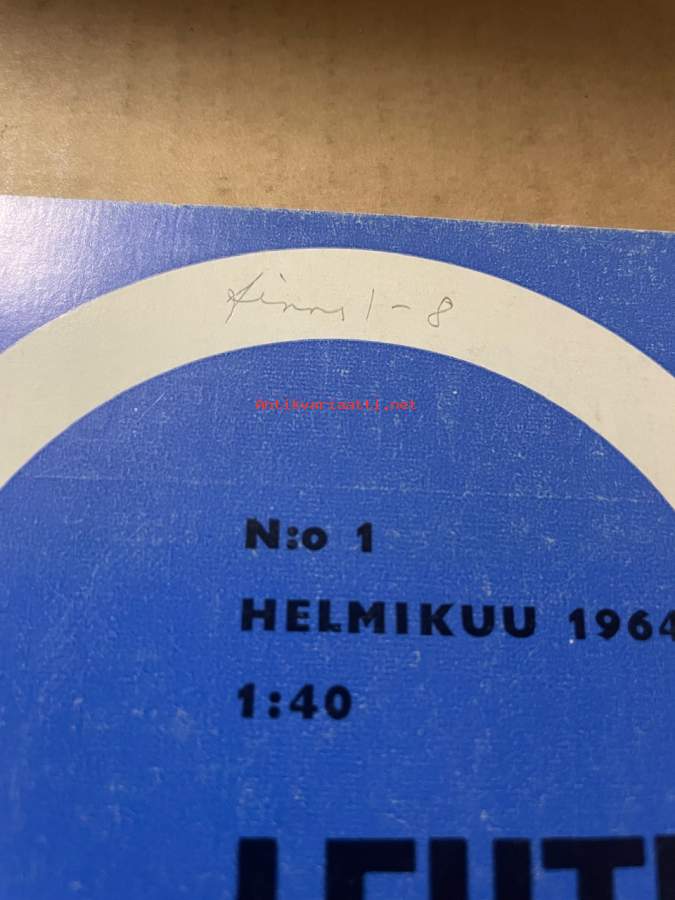 1-8
Antikvariaatti.net
N:o 1
HELMIKUU 1964
1:40